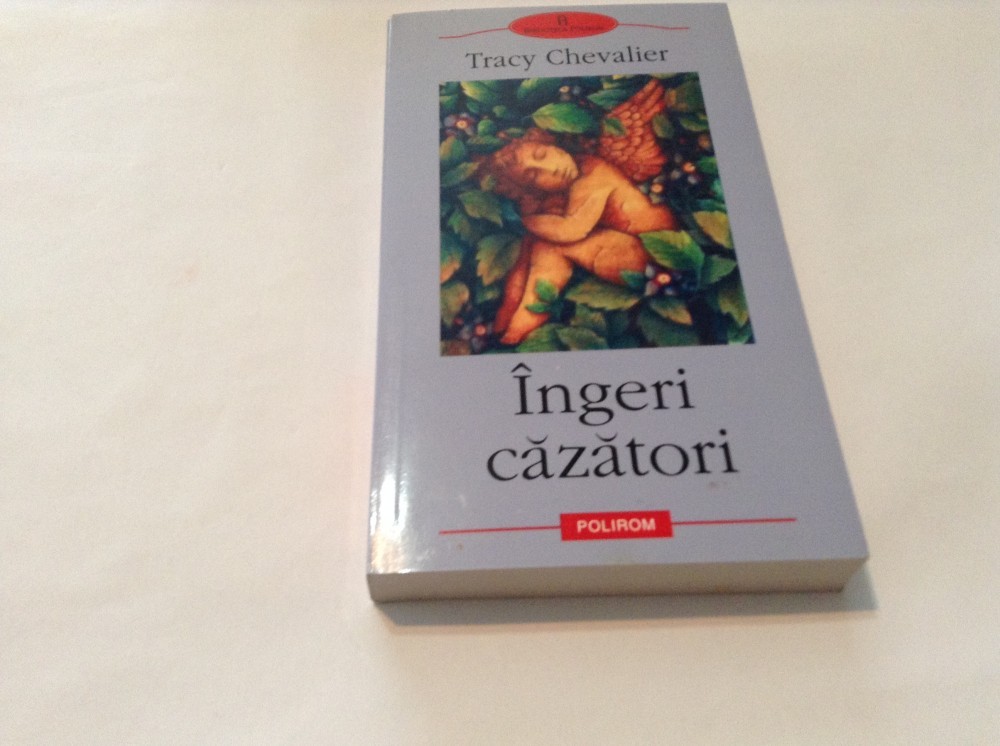 B
Tracy Chevalier
Îngeri
căzători
POLIROM